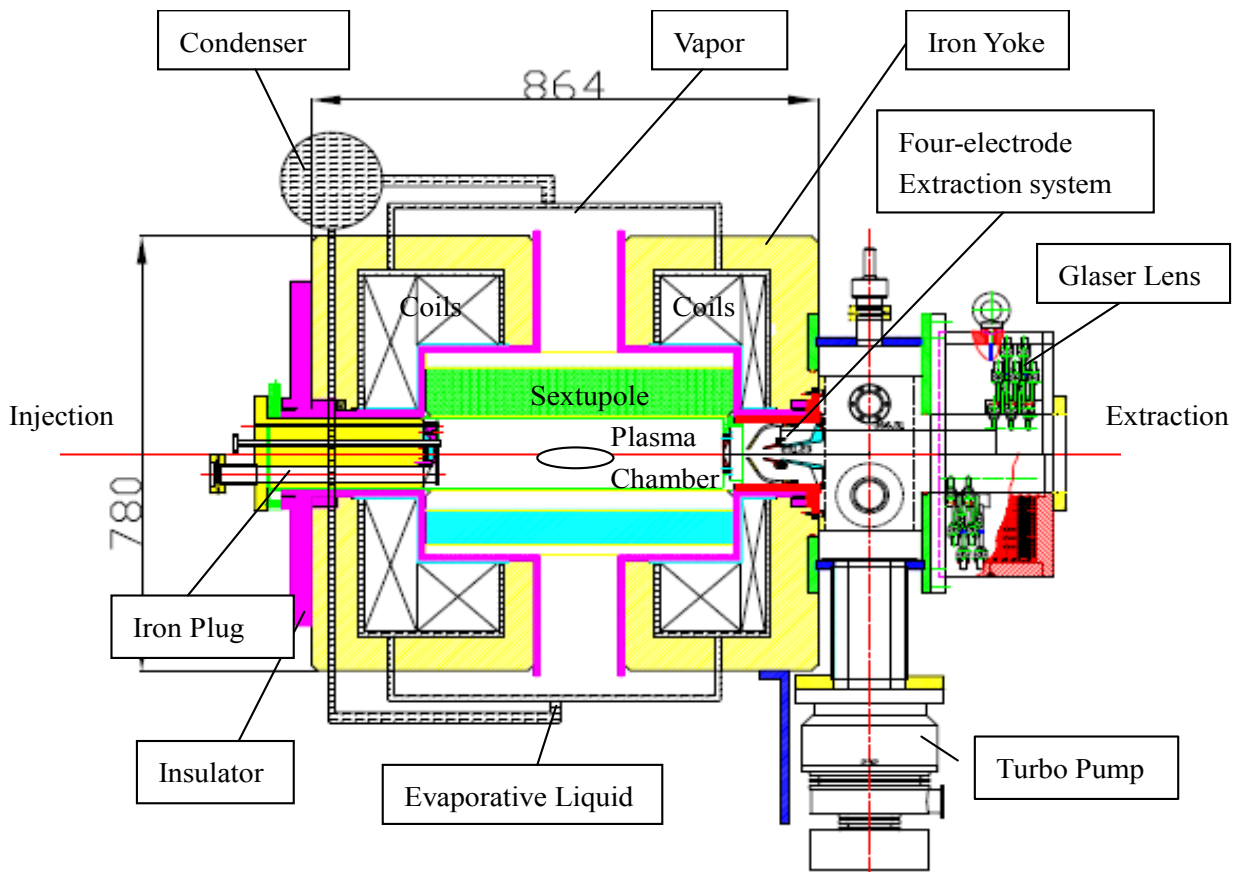 Condenser
Vapor
Iron Yoke
864
Four-electrode
Extraction system
Glaser Lens
Coils
Coils
Injection
Sextupole
Extraction
Plasma
Chamber
780
Iron Plug
Insulator
Evaporative Liquid
Turbo Pump